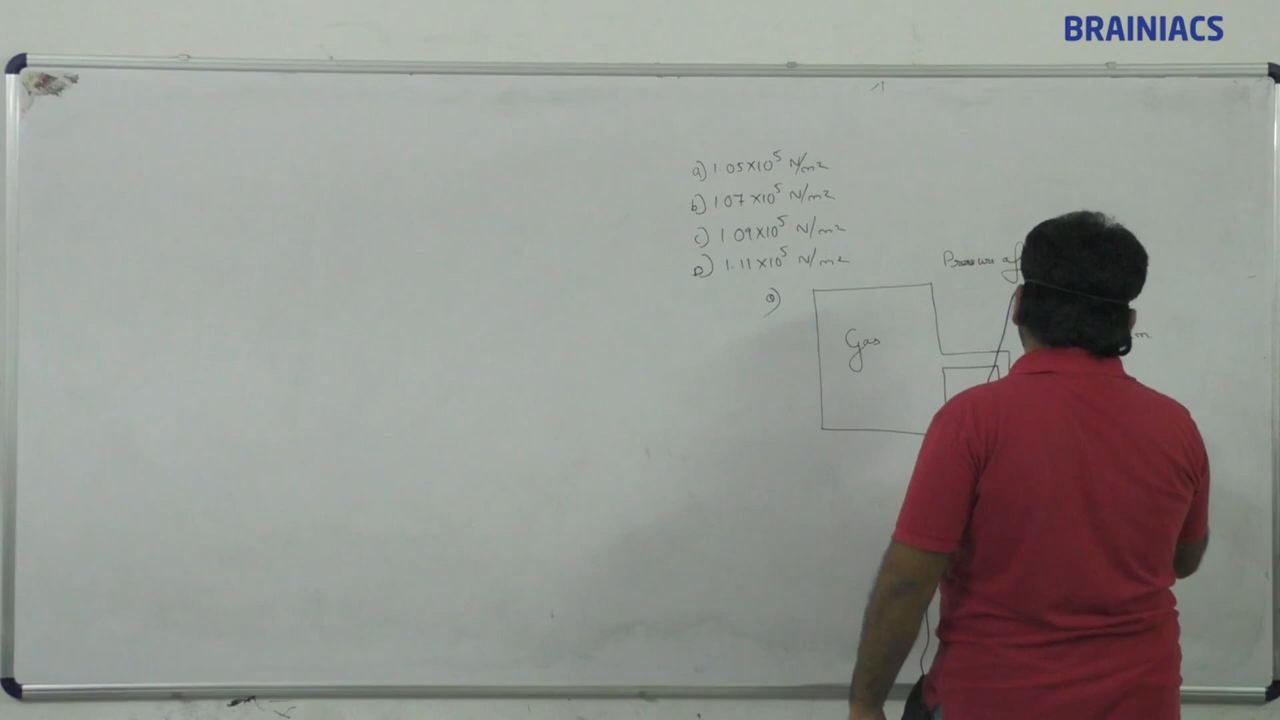 BRAINIACS
a) 1.05×10⁵ N/m2
b) 1.07×10⁵ N/m2
c) 1.09×10⁵ N/m2
D) 1.11×10⁵ N/m2
Pressure of
Gas
m